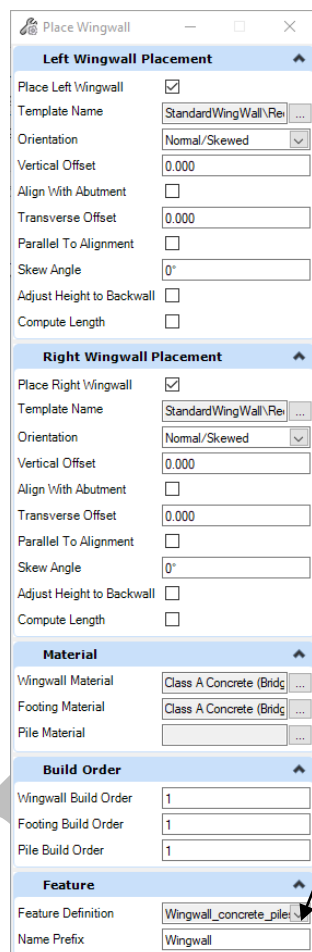 Place Wingwall
Left Wingwall Placement
Place Left Wingwall
Template Name StandardWingWall\Rec ...
Orientation Normal/Skewed
Vertical Offset 0.000
Align With Abutment
Transverse Offset 0.000
Parallel To Alignment
Skew Angle 0°
Adjust Height to Backwall
Compute Length
Right Wingwall Placement
Place Right Wingwall
Template Name StandardWingWall\Rec ...
Orientation Normal/Skewed
Vertical Offset 0.000
Align With Abutment
Transverse Offset 0.000
Parallel To Alignment
Skew Angle 0°
Adjust Height to Backwall
Compute Length
Material
Wingwall Material Class A Concrete (Bridg ...
Footing Material Class A Concrete (Bridg ...
Pile Material ...
Build Order
Wingwall Build Order 1
Footing Build Order 1
Pile Build Order 1
Feature
Feature Definition Wingwall_concrete_piles
Name Prefix Wingwall